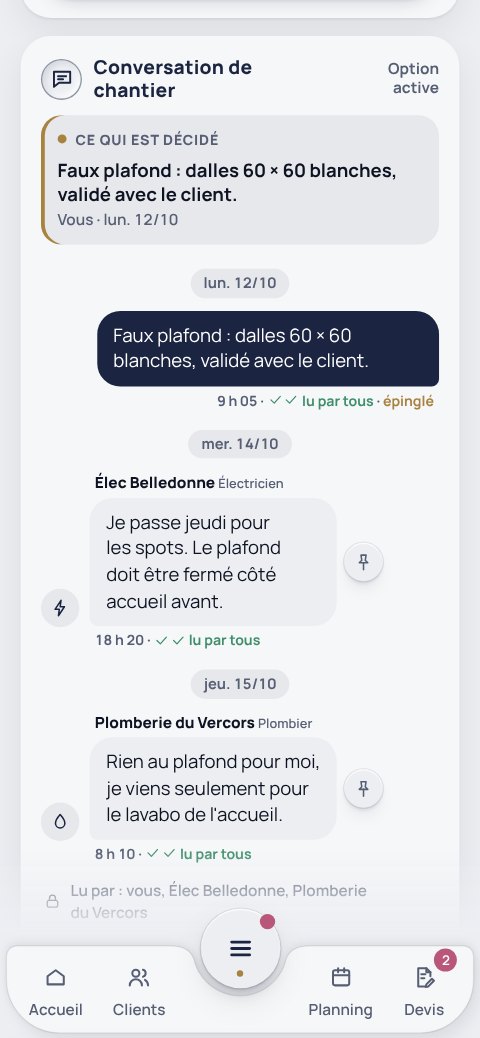 Conversation de
chantier
Option
active
CE QUI EST DÉCIDÉ
Faux plafond : dalles 60 × 60 blanches,
validé avec le client.
Vous · lun. 12/10
lun. 12/10
Faux plafond : dalles 60 × 60
blanches, validé avec le client.
9 h 05 · ✓✓ lu par tous · épinglé
mer. 14/10
Élec Belledonne Électricien
Je passe jeudi pour
les spots. Le plafond
doit être fermé côté
accueil avant.
18 h 20 · ✓✓ lu par tous
jeu. 15/10
Plomberie du Vercors Plombier
Rien au plafond pour moi,
je viens seulement pour
le lavabo de l'accueil.
8 h 10 · ✓✓ lu par tous
Lu par : vous, Élec Belledonne, Plomberie
du Vercors
2
Accueil Clients Planning Devis